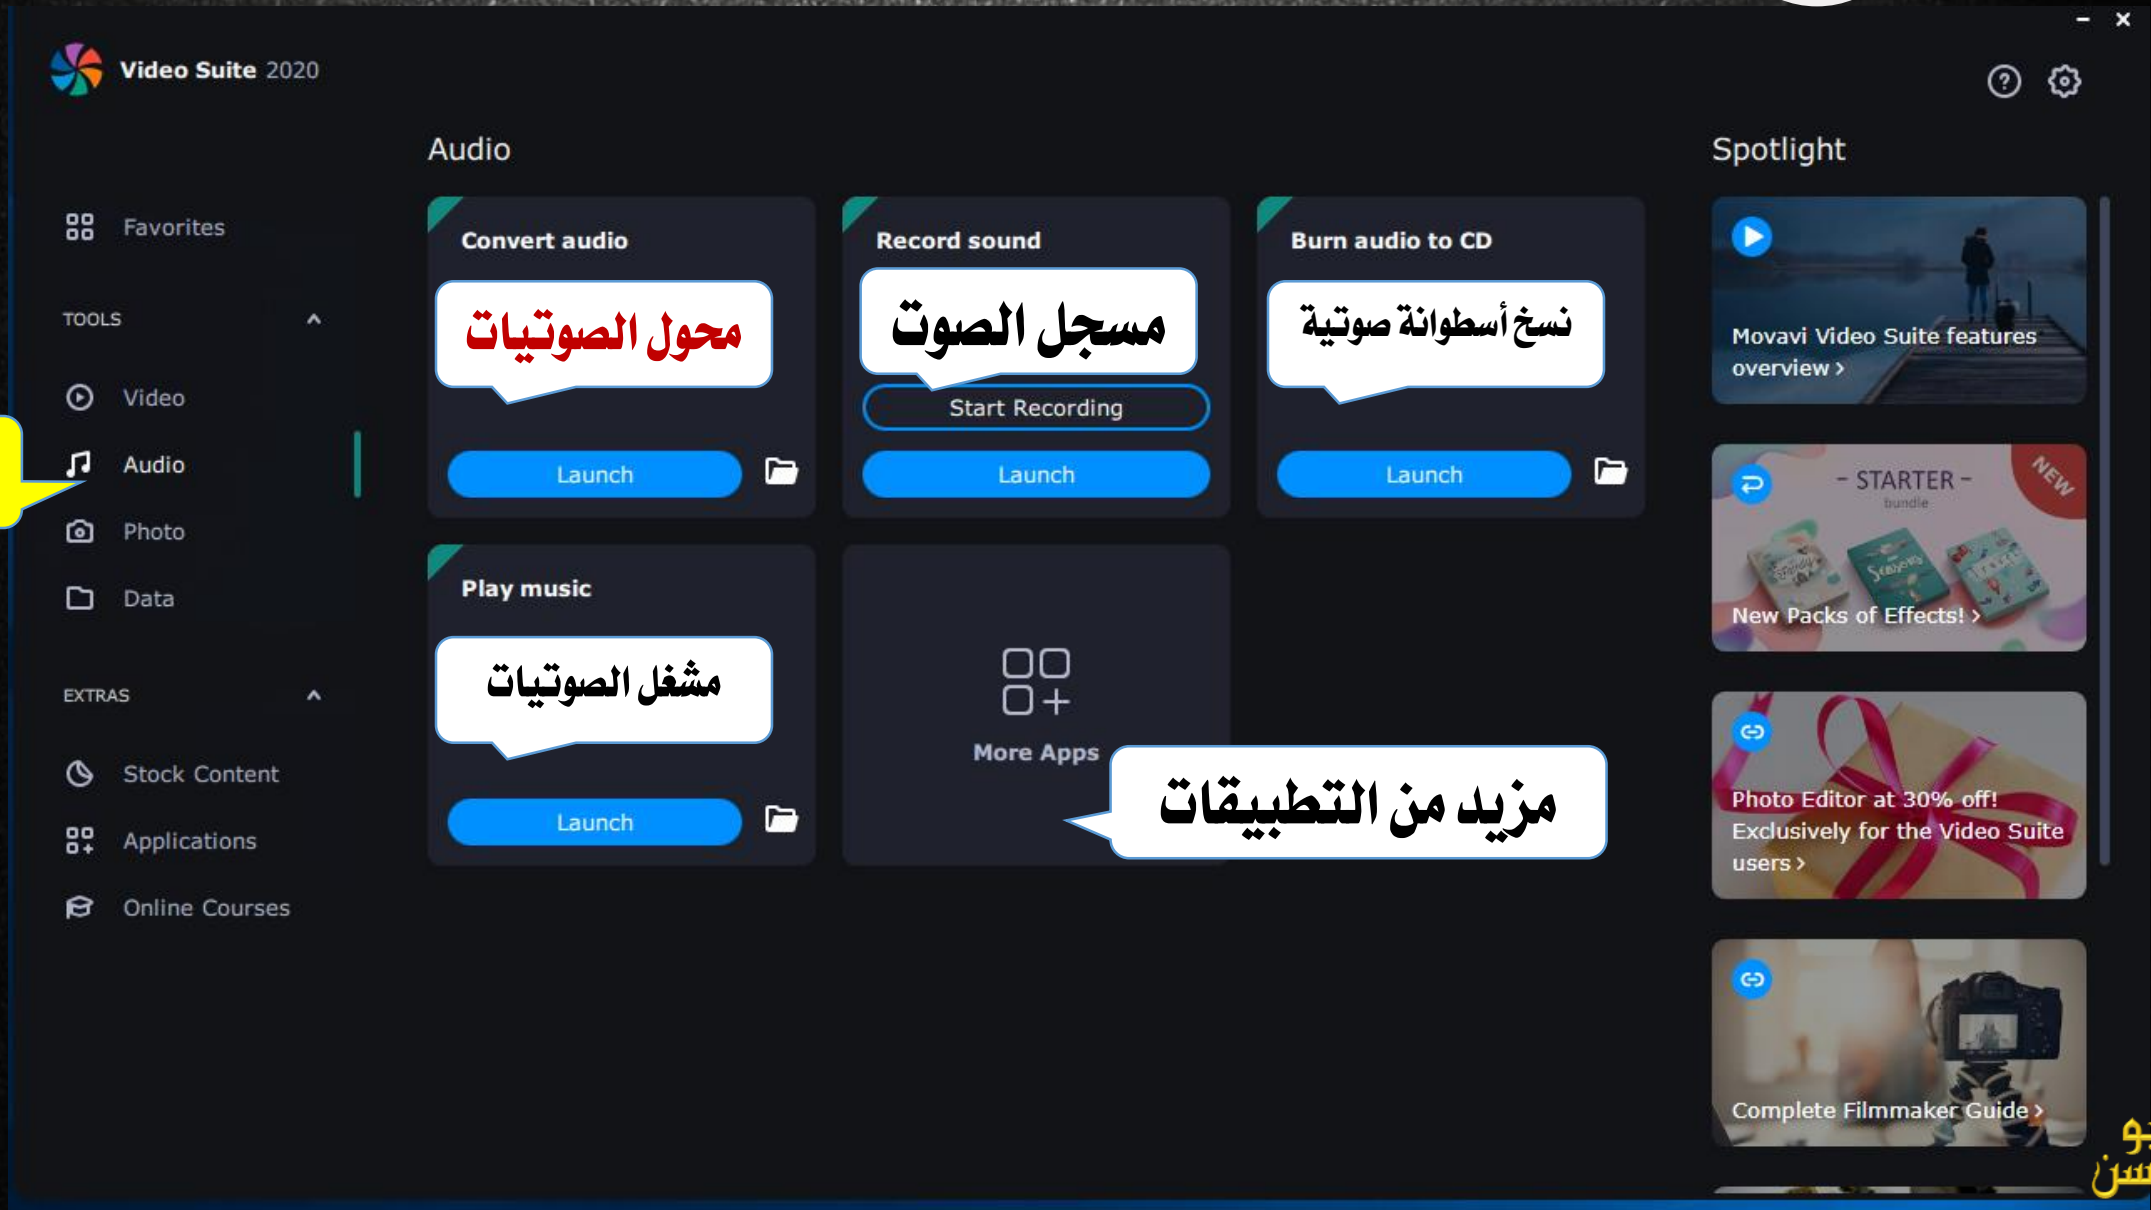 Video Suite 2020
Favorites
TOOLS
Video
Audio
Photo
Data
EXTRAS
Stock Content
Applications
Online Courses
Audio
Convert audio
محول الصوتيات
Launch
Record sound
مسجل الصوت
Start Recording
Launch
Burn audio to CD
نسخ أسطوانة صوتية
Launch
Play music
مشغل الصوتيات
Launch
More Apps
مزيد من التطبيقات
Spotlight
Movavi Video Suite features
overview >
- STARTER -
bundle
NEW
Seasons
New Packs of Effects! >
Photo Editor at 30% off!
Exclusively for the Video Suite
users >
Complete Filmmaker Guide >